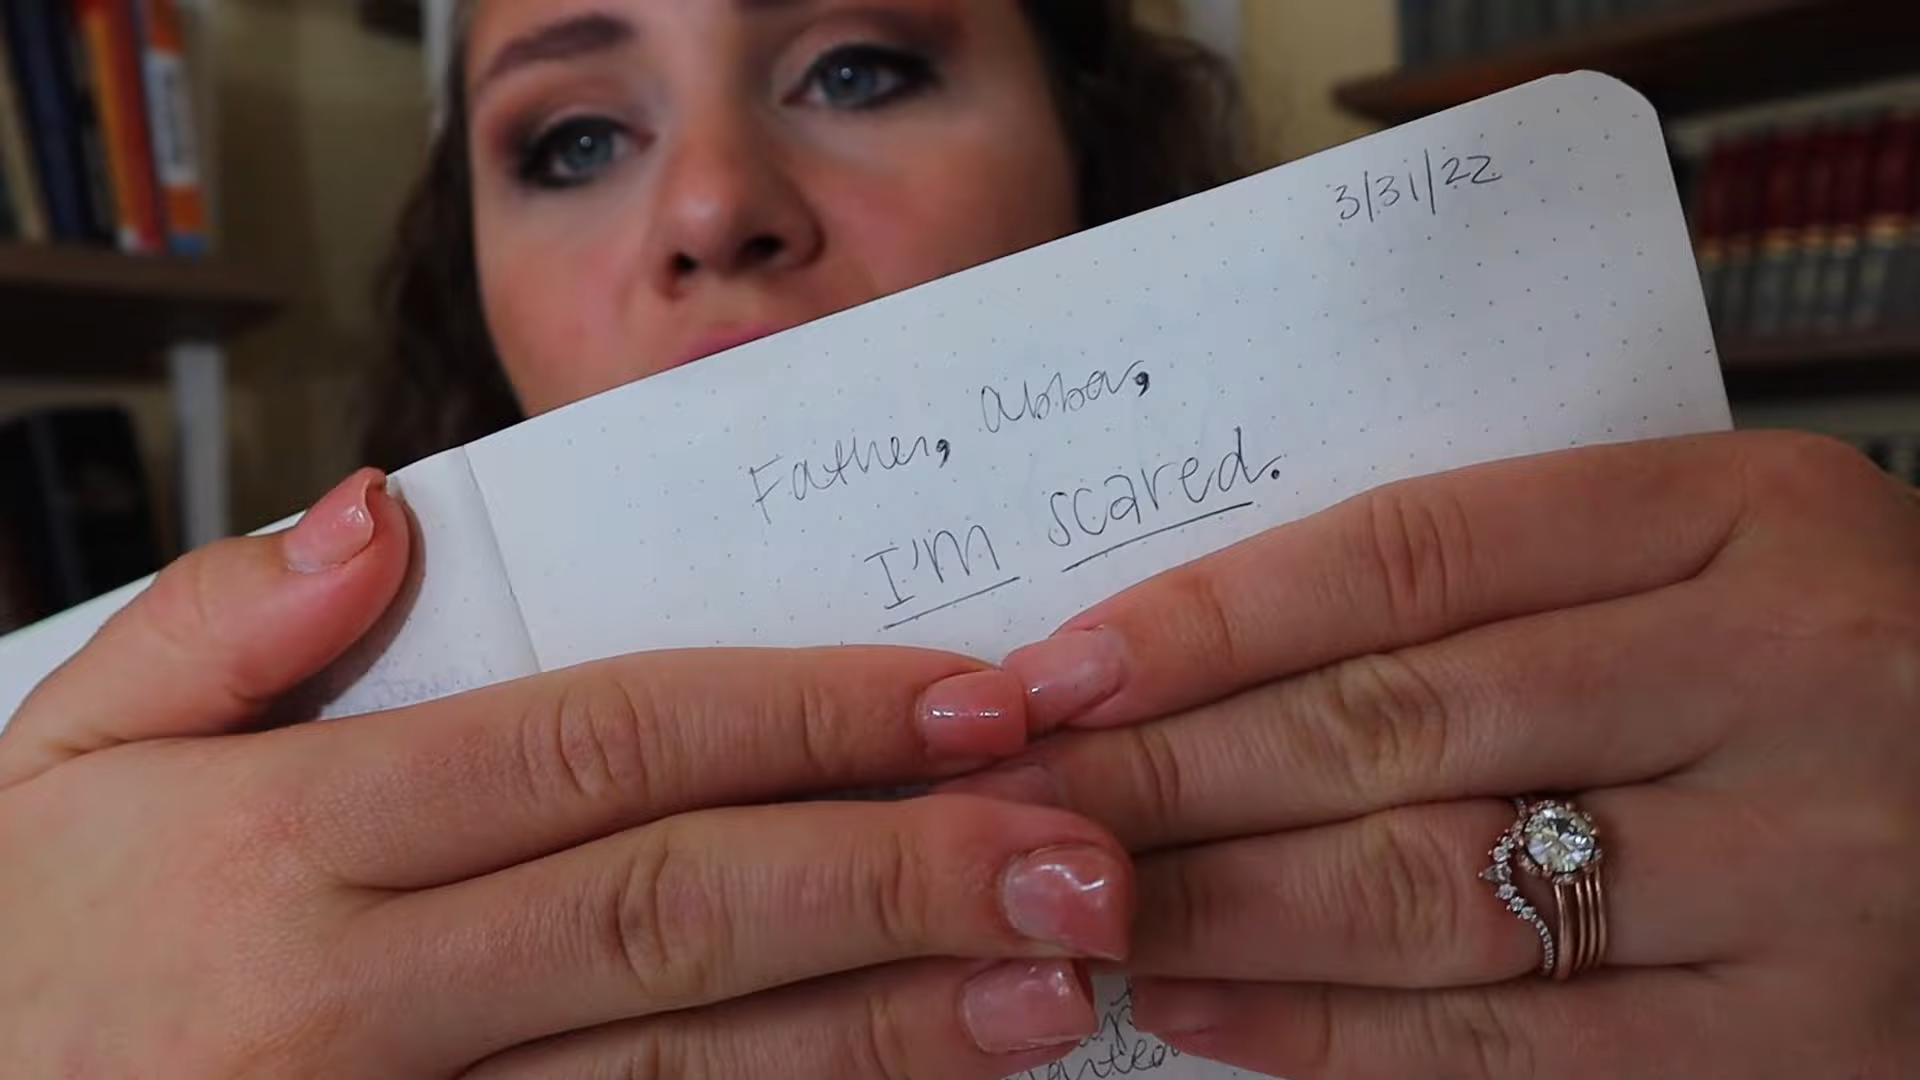 3/31/22
Father, abba,
I'm scared.